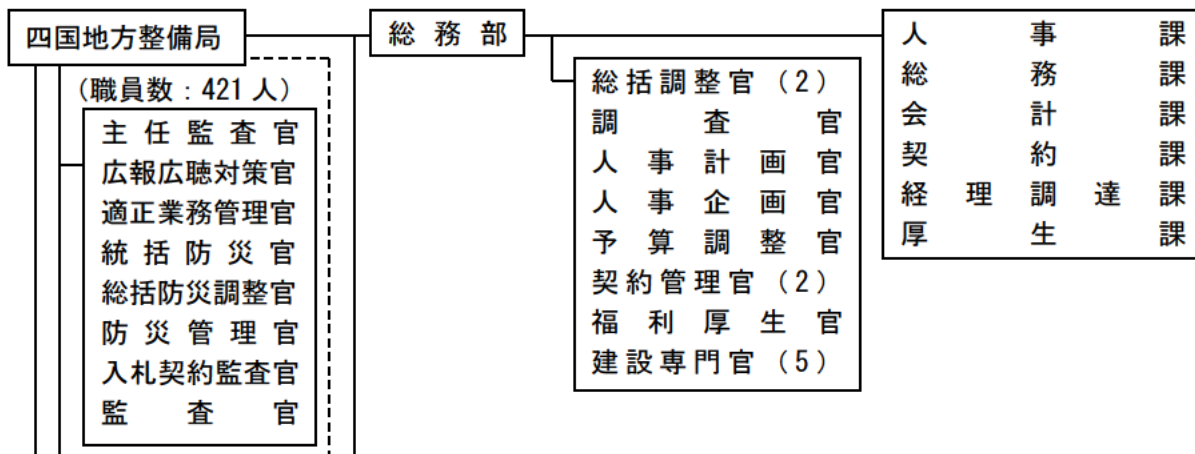 四国地方整備局
(職員数：421人)
主任監査官
広報広聴対策官
適正業務管理官
統括防災官
総括防災調整官
防災管理官
入札契約監査官
監査官
総務部
総括調整官(2)
調査官
人事計画官
人事企画官
予算調整官
契約管理官(2)
福利厚生官
建設専門官(5)
人事課
総務課
会計課
契約課
経理調達課
厚生課